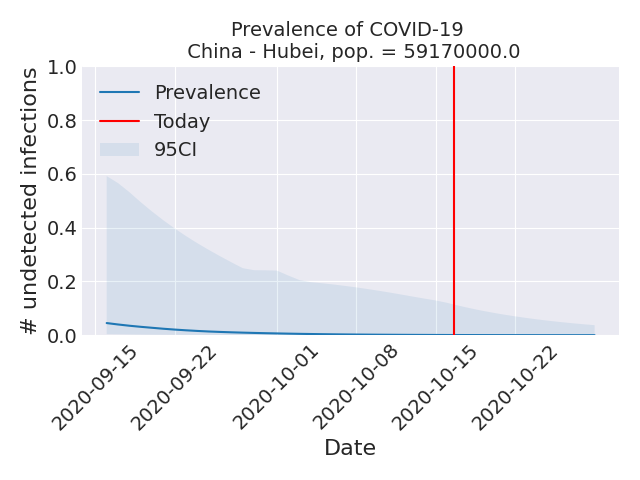 Prevalence of COVID-19
China - Hubei, pop. = 59170000.0
1.0
0.8
0.6
0.4
0.2
0.0
# undetected infections
Prevalence
Today
95CI
2020-09-15
2020-09-22
2020-10-01
2020-10-08
2020-10-15
2020-10-22
Date